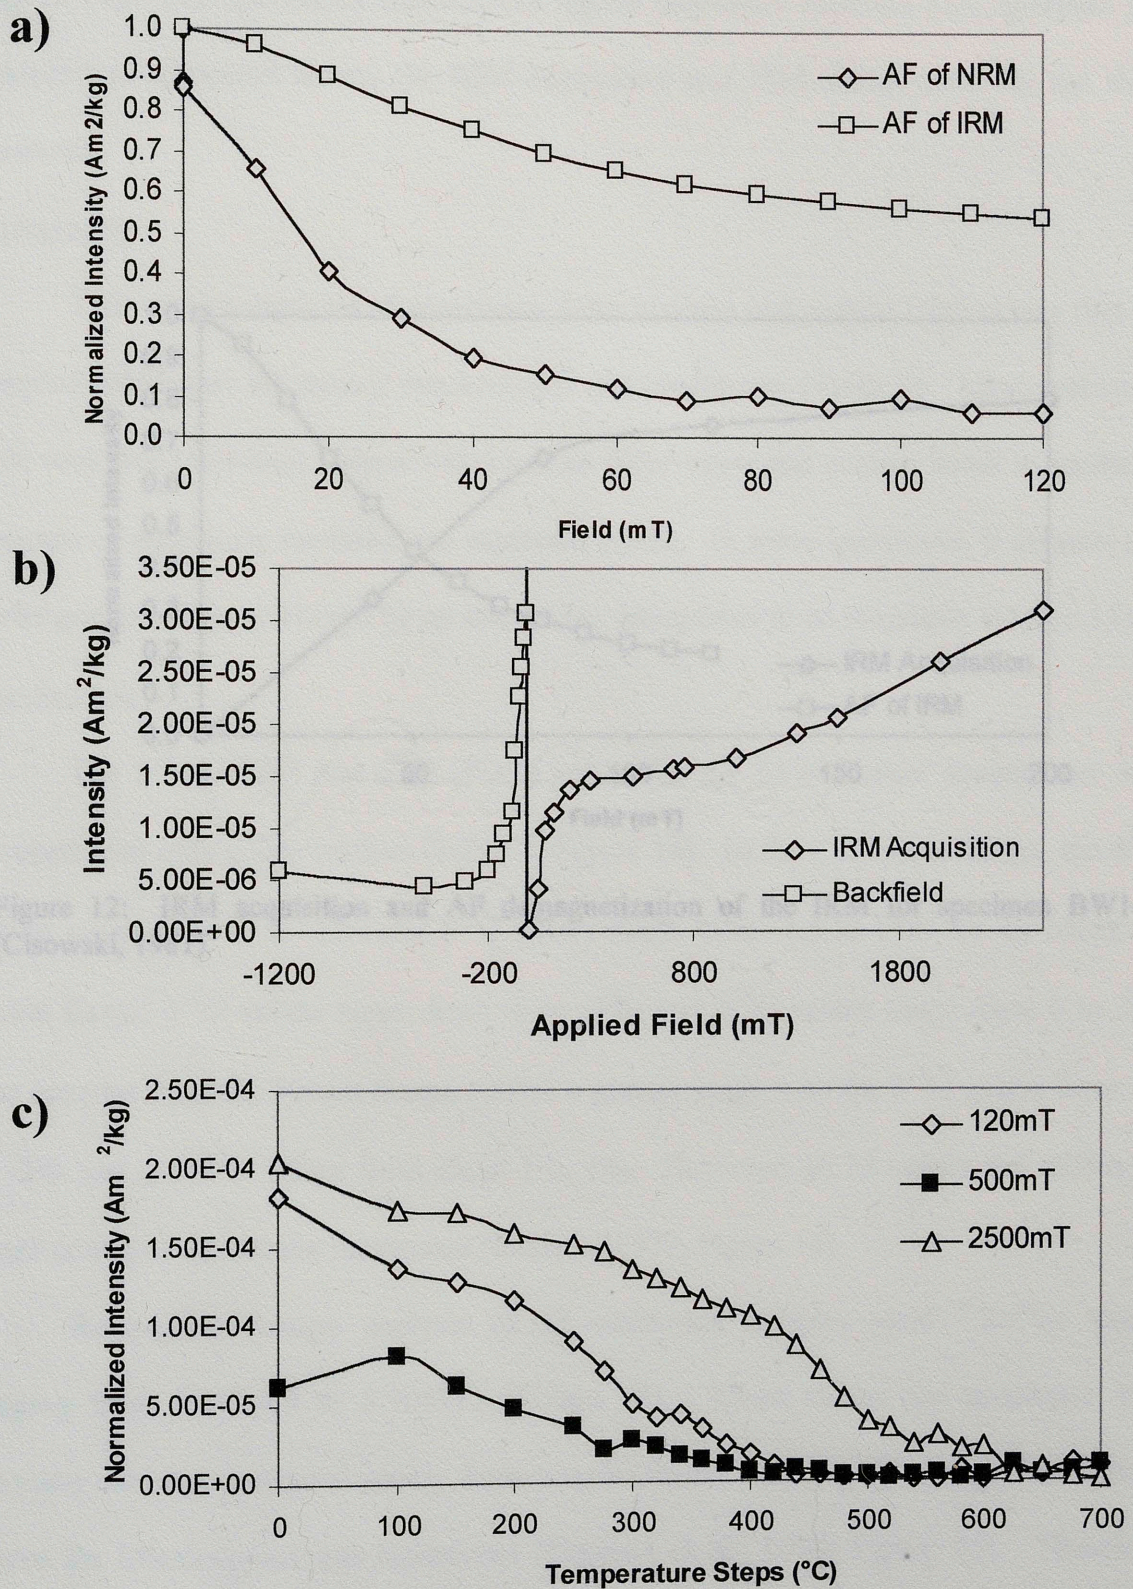 a)
1.0
0.9
0.8
0.7
0.6
0.5
0.4
0.3
0.2
0.1
0.0
Normalized Intensity (Am2/kg)
AF of NRM
AF of IRM
0 20 40 60 80 100 120
Field (mT)
b)
3.50E-05
3.00E-05
2.50E-05
2.00E-05
1.50E-05
1.00E-05
5.00E-06
0.00E+00
Intensity (Am²/kg)
IRM Acquisition
Backfield
-1200 -200 800 1800
Applied Field (mT)
c)
2.50E-04
2.00E-04
1.50E-04
1.00E-04
5.00E-05
0.00E+00
Normalized Intensity (Am ²/kg)
120mT
500mT
2500mT
0 100 200 300 400 500 600 700
Temperature Steps (°C)